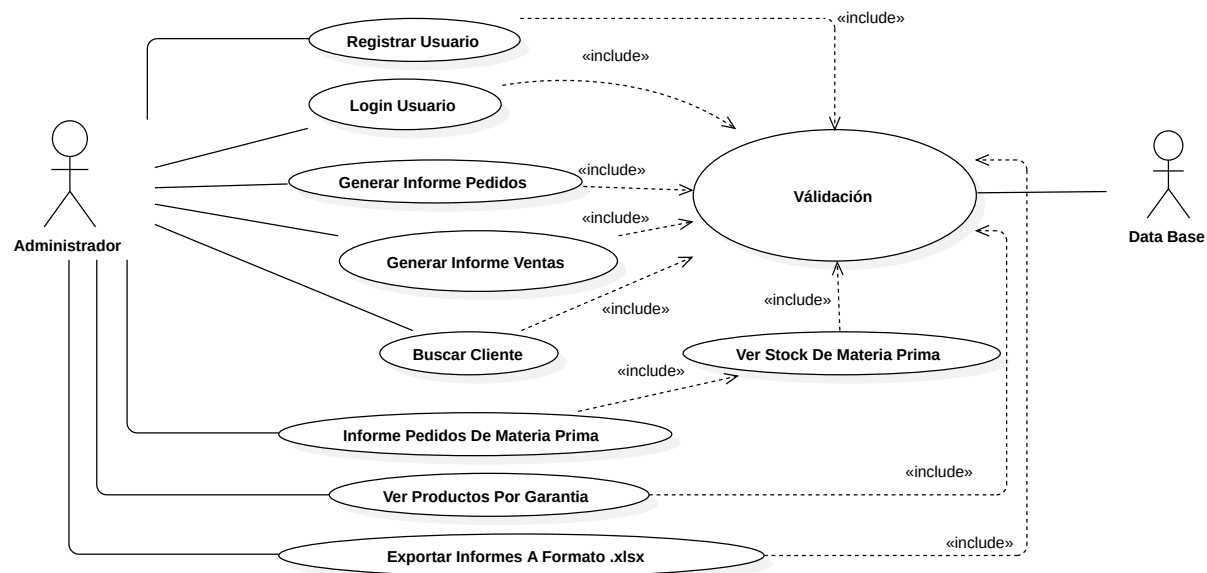 «include»
Registrar Usuario
«include»
Login Usuario
«include»
Generar Informe Pedidos
Válidación
«include»
Administrador
Data Base
Generar Informe Ventas
«include»
«include»
Buscar Cliente
Ver Stock De Materia Prima
«include»
Informe Pedidos De Materia Prima
«include»
Ver Productos Por Garantia
«include»
Exportar Informes A Formato .xlsx